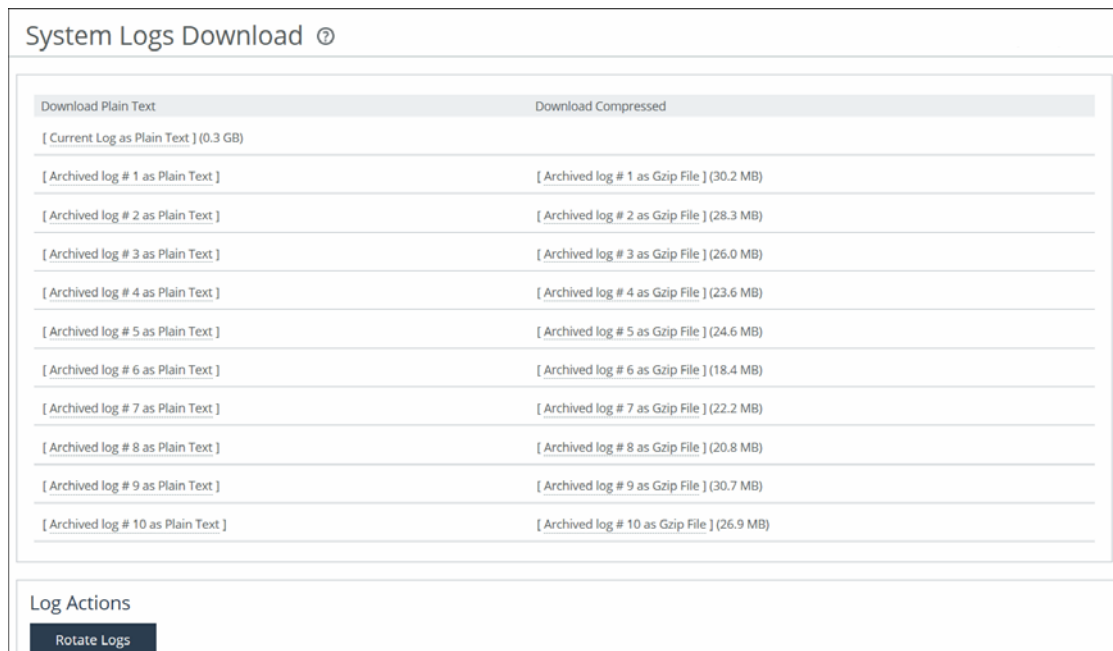 System Logs Download ?
Download Plain Text Download Compressed
[ Current Log as Plain Text ] (0.3 GB)
[ Archived log # 1 as Plain Text ] [ Archived log # 1 as Gzip File ] (30.2 MB)
[ Archived log # 2 as Plain Text ] [ Archived log # 2 as Gzip File ] (28.3 MB)
[ Archived log # 3 as Plain Text ] [ Archived log # 3 as Gzip File ] (26.0 MB)
[ Archived log # 4 as Plain Text ] [ Archived log # 4 as Gzip File ] (23.6 MB)
[ Archived log # 5 as Plain Text ] [ Archived log # 5 as Gzip File ] (24.6 MB)
[ Archived log # 6 as Plain Text ] [ Archived log # 6 as Gzip File ] (18.4 MB)
[ Archived log # 7 as Plain Text ] [ Archived log # 7 as Gzip File ] (22.2 MB)
[ Archived log # 8 as Plain Text ] [ Archived log # 8 as Gzip File ] (20.8 MB)
[ Archived log # 9 as Plain Text ] [ Archived log # 9 as Gzip File ] (30.7 MB)
[ Archived log # 10 as Plain Text ] [ Archived log # 10 as Gzip File ] (26.9 MB)
Log Actions
Rotate Logs